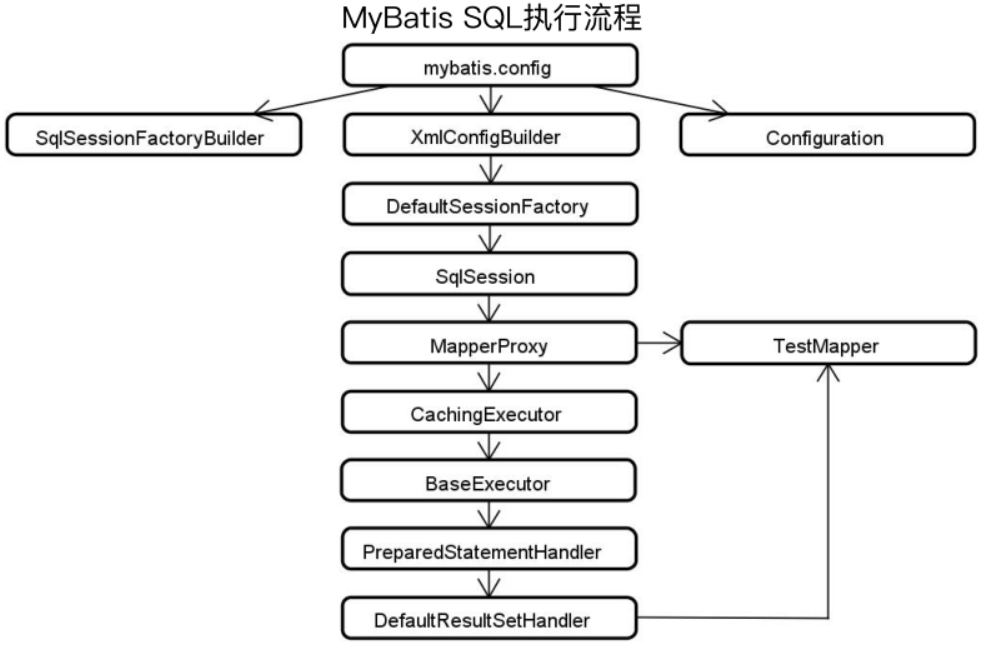 MyBatis SQL执行流程
mybatis.config
SqlSessionFactoryBuilder
XmlConfigBuilder
Configuration
DefaultSessionFactory
SqlSession
MapperProxy
TestMapper
CachingExecutor
BaseExecutor
PreparedStatementHandler
DefaultResultSetHandler